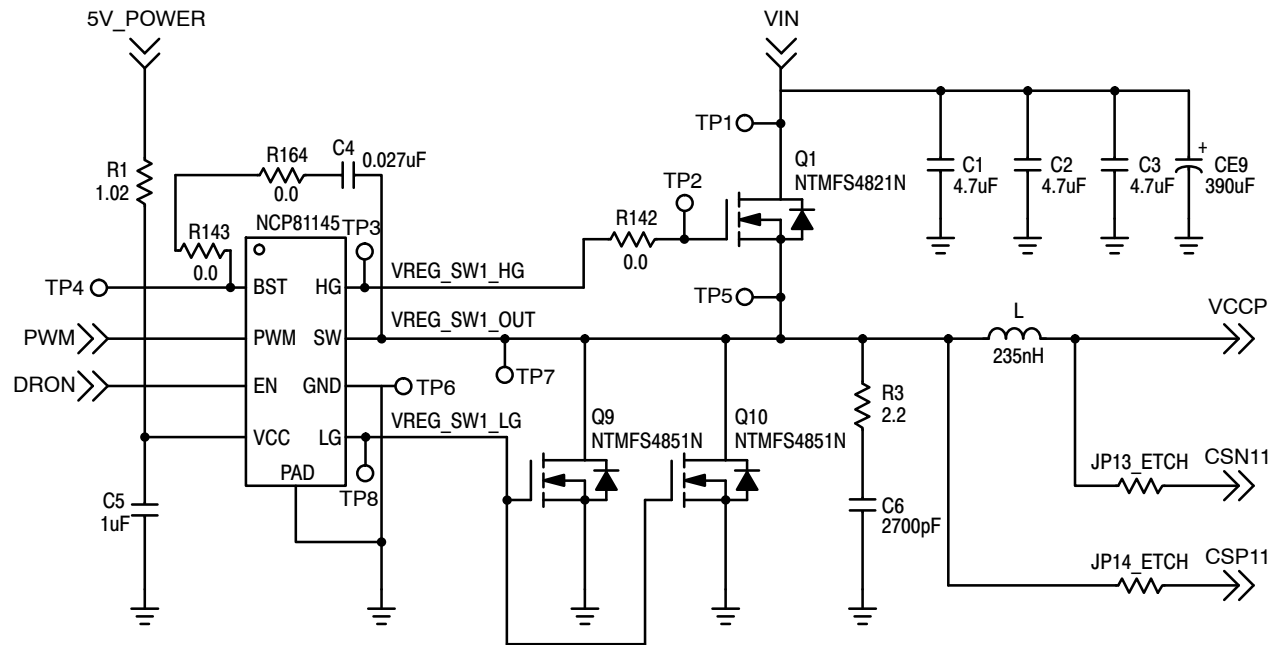 5V_POWER
VIN
TP1
R1
1.02
R164
0.0
C4
0.027uF
Q1
NTMFS4821N
C1
4.7uF
C2
4.7uF
C3
4.7uF
+
CE9
390uF
TP2
R143
0.0
NCP81145
TP3
R142
0.0
TP4
BST
HG
VREG_SW1_HG
TP5
PWM
PWM
SW
VREG_SW1_OUT
L
235nH
VCCP
DRON
EN
GND
TP6
TP7
VCC
LG
VREG_SW1_LG
Q9
NTMFS4851N
Q10
NTMFS4851N
R3
2.2
PAD
TP8
C5
1uF
C6
2700pF
JP13_ETCH
CSN11
JP14_ETCH
CSP11